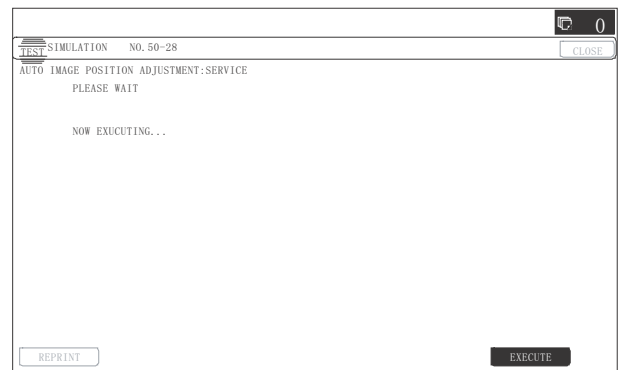 0
TEST SIMULATION NO.50-28
CLOSE
AUTO IMAGE POSITION ADJUSTMENT:SERVICE
PLEASE WAIT
NOW EXUCUTING...
REPRINT
EXECUTE